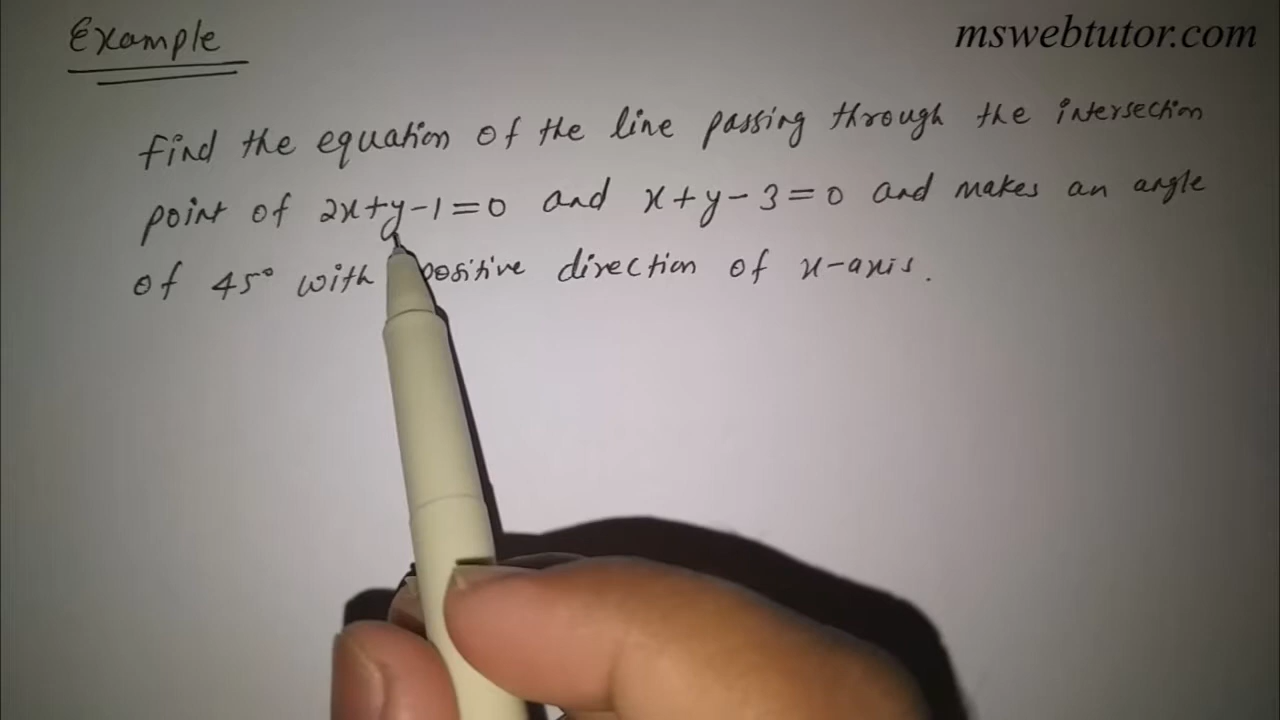 Example
mswebtutor.com
Find the equation of the line passing through the intersection
point of 2x+y-1=0 and x+y-3=0 and makes an angle
of 45° with positive direction of x-axis.